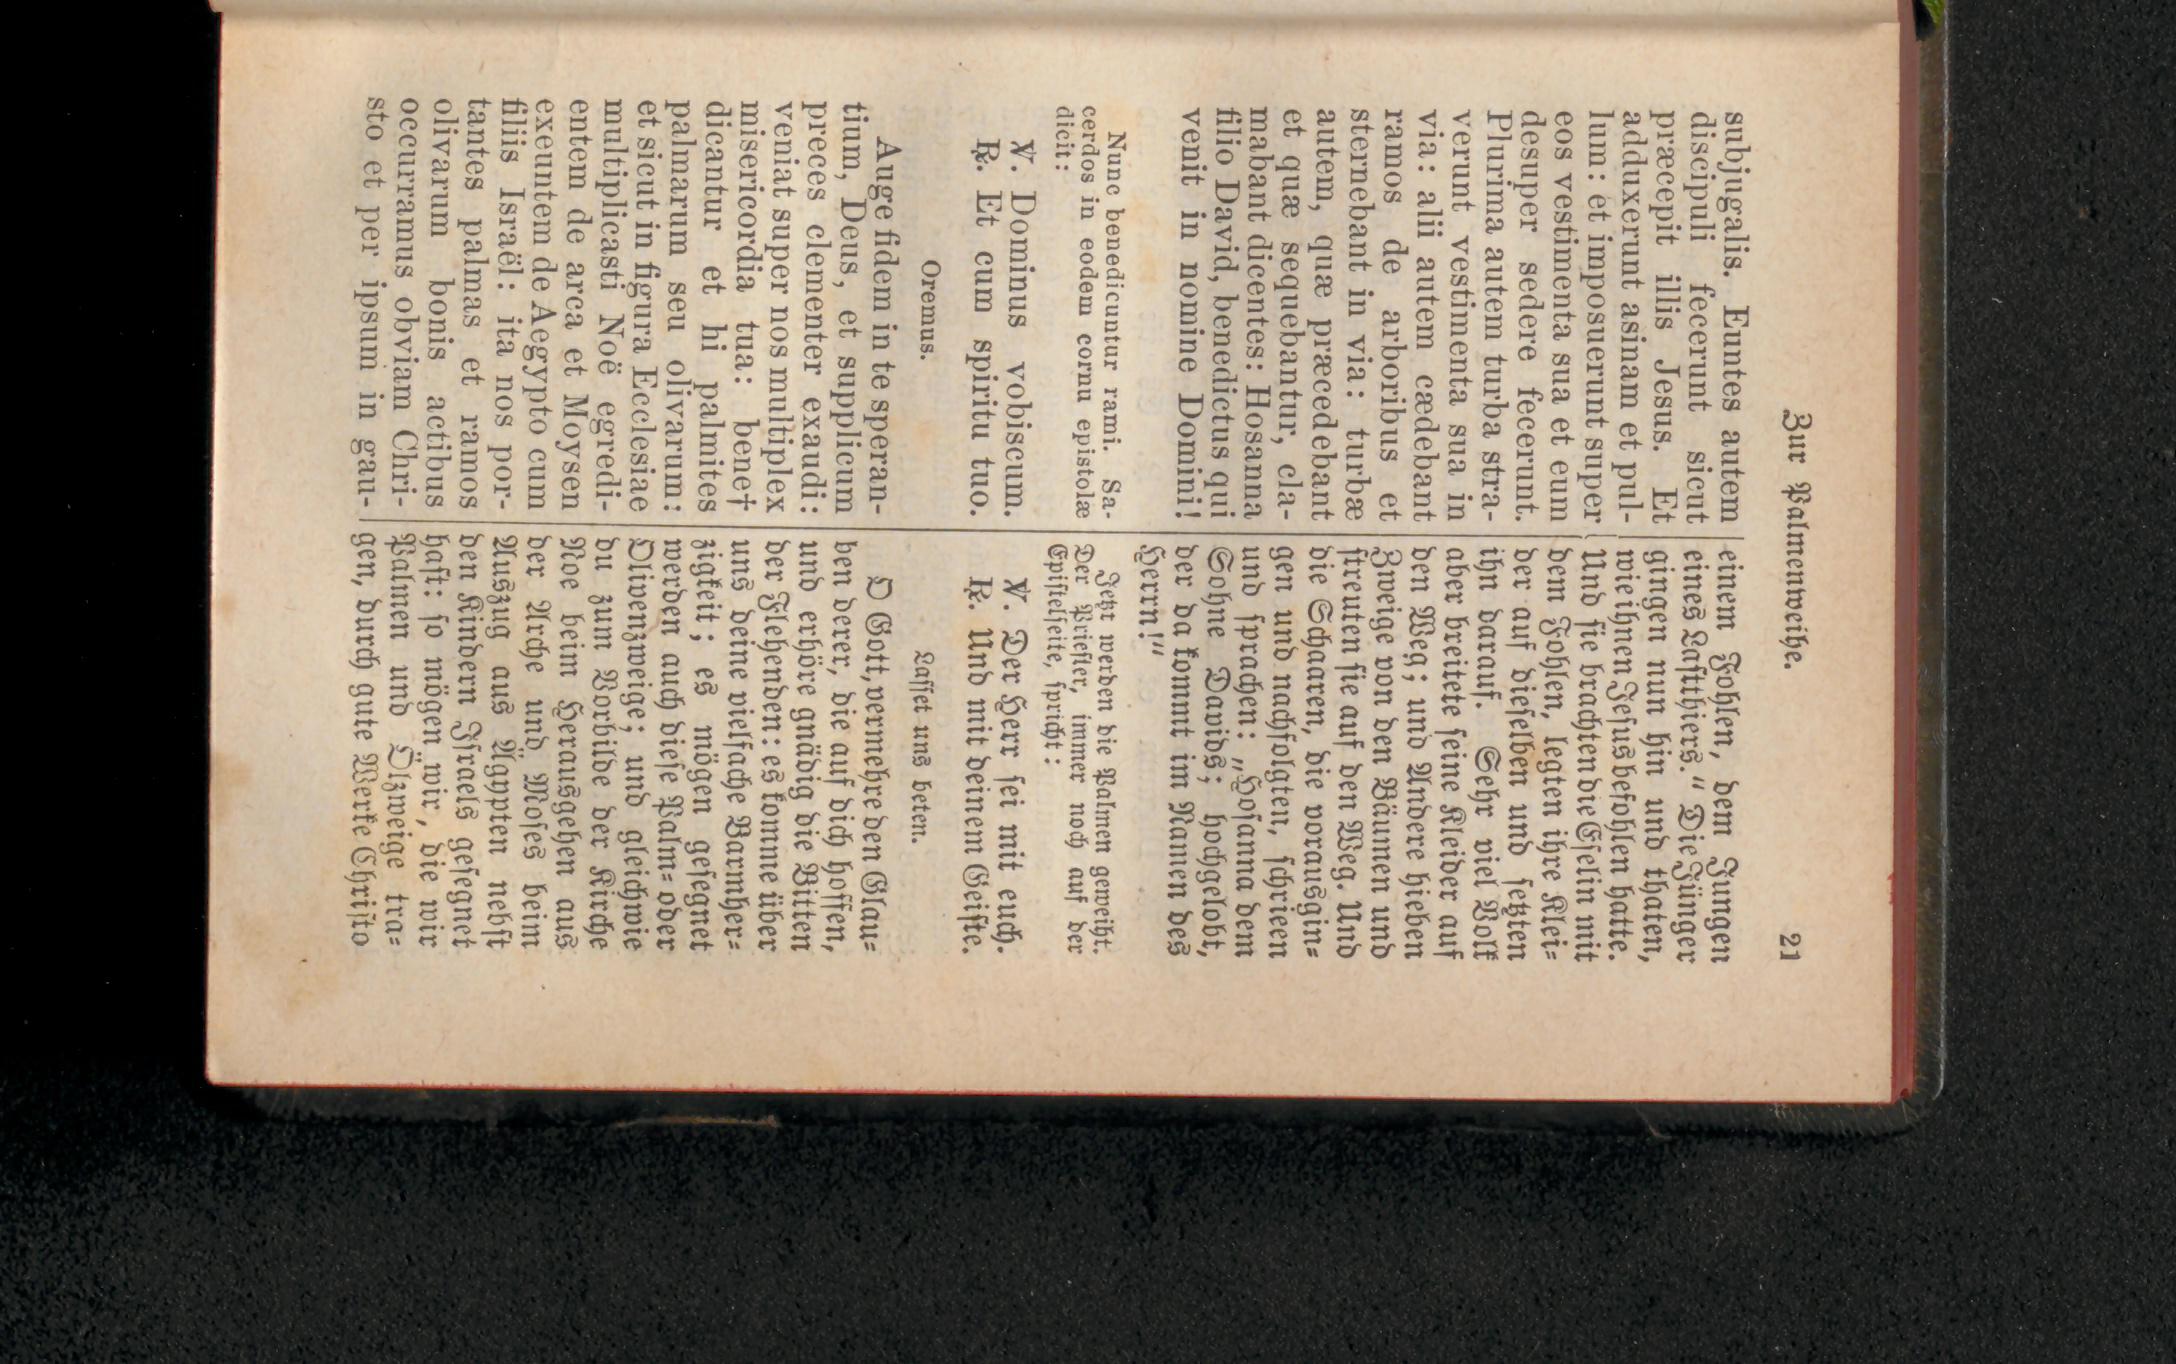 Zur Palmenweihe. 21
subjugalis. Euntes autem
discipuli fecerunt sicut
præcepit illis Jesus. Et
adduxerunt asinam et pul-
lum: et imposuerunt super
eos vestimenta sua et eum
desuper sedere fecerunt.
Plurima autem turba stra-
verunt vestimenta sua in
via: alii autem cædebant
ramos de arboribus et
sternebant in via: turbæ
autem, quæ præcedebant
et quæ sequebantur, cla-
mabant dicentes: Hosanna
filio David, benedictus qui
venit in nomine Domini!
Nunc benedicuntur rami. Sa-
cerdos in eodem cornu epistolæ
dicit:
℣. Dominus vobiscum.
℟. Et cum spiritu tuo.
Oremus.
Auge fidem in te speran-
tium, Deus, et supplicum
preces clementer exaudi:
veniat super nos multiplex
misericordia tua: bene†
dicantur et hi palmites
palmarum seu olivarum:
et sicut in figura Ecclesiae
multiplicasti Noë egredi-
entem de arca et Moysen
exeuntem de Aegypto cum
filiis Israël: ita nos por-
tantes palmas et ramos
olivarum bonis actibus
occurramus obviam Chri-
sto et per ipsum in gau-
einem Fohlen, dem Jungen
eines Lastthiers.“ Die Jünger
gingen nun hin und thaten,
wie ihnen Jesus befohlen hatte.
Und sie brachten die Eselin mit
dem Fohlen, legten ihre Klei-
der auf dieselben und setzten
ihn darauf. Sehr viel Volk
aber breitete seine Kleider auf
den Weg; und Andere hieben
Zweige von den Bäumen und
streuten sie auf den Weg. Und
die Schaaren, die vorausgin-
gen und nachfolgten, schrieen
und sprachen: „Hosanna dem
Sohne Davids; hochgelobt,
der da kommt im Namen des
Herrn!“
Jetzt werden die Palmen geweiht.
Der Priester, immer noch auf der
Epistelseite, spricht:
℣. Der Herr sei mit euch.
℟. Und mit deinem Geiste.
Lasset uns beten.
O Gott, vermehre den Glau-
ben derer, die auf dich hoffen,
und erhöre gnädig die Bitten
der Flehenden: es komme über
uns deine vielfache Barmher-
zigkeit; es mögen gesegnet
werden auch diese Palm- oder
Olivenzweige; und gleichwie
du zum Vorbilde der Kirche
Noe beim Herausgehen aus
der Arche und Moses beim
Auszug aus Ägypten nebst
den Kindern Israels gesegnet
hast: so mögen wir, die wir
Palmen und Ölzweige tra-
gen, durch gute Werke Christo